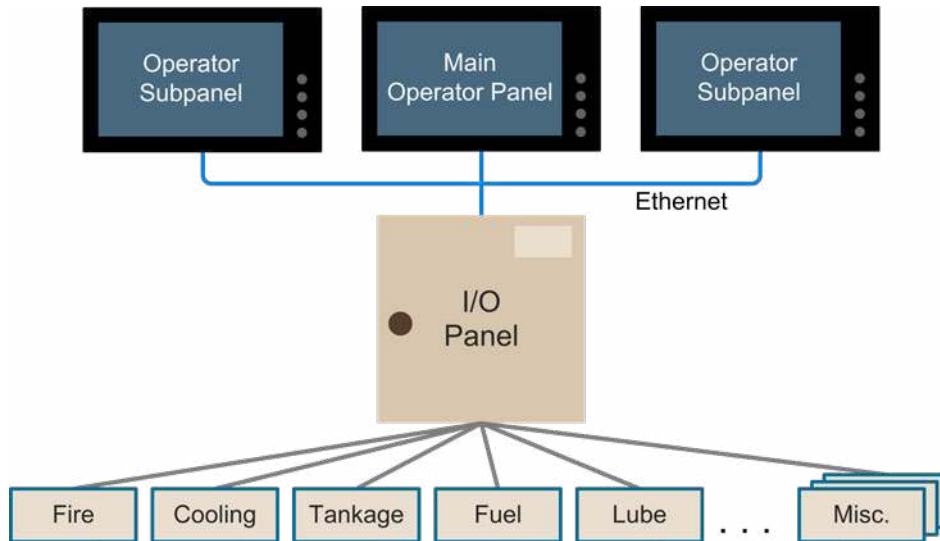 Operator
Subpanel
Main
Operator Panel
Operator
Subpanel
Ethernet
I/O
Panel
Fire
Cooling
Tankage
Fuel
Lube
. . .
Misc.